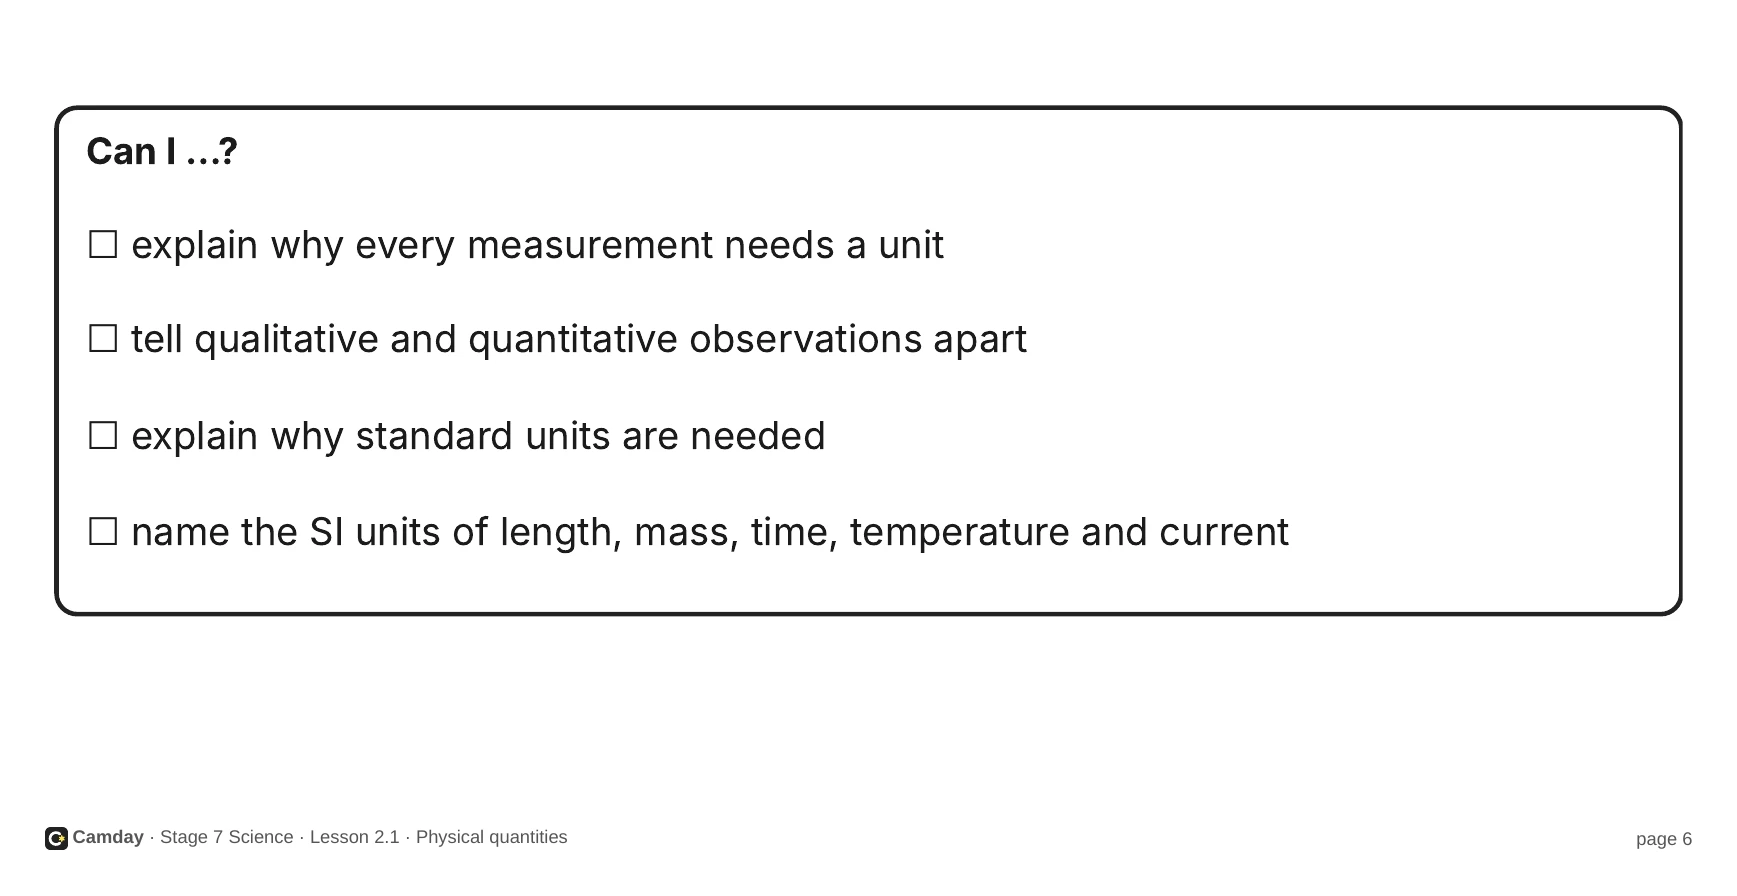 Can I …?
☐ explain why every measurement needs a unit
☐ tell qualitative and quantitative observations apart
☐ explain why standard units are needed
☐ name the SI units of length, mass, time, temperature and current
Camday · Stage 7 Science · Lesson 2.1 · Physical quantities
page 6